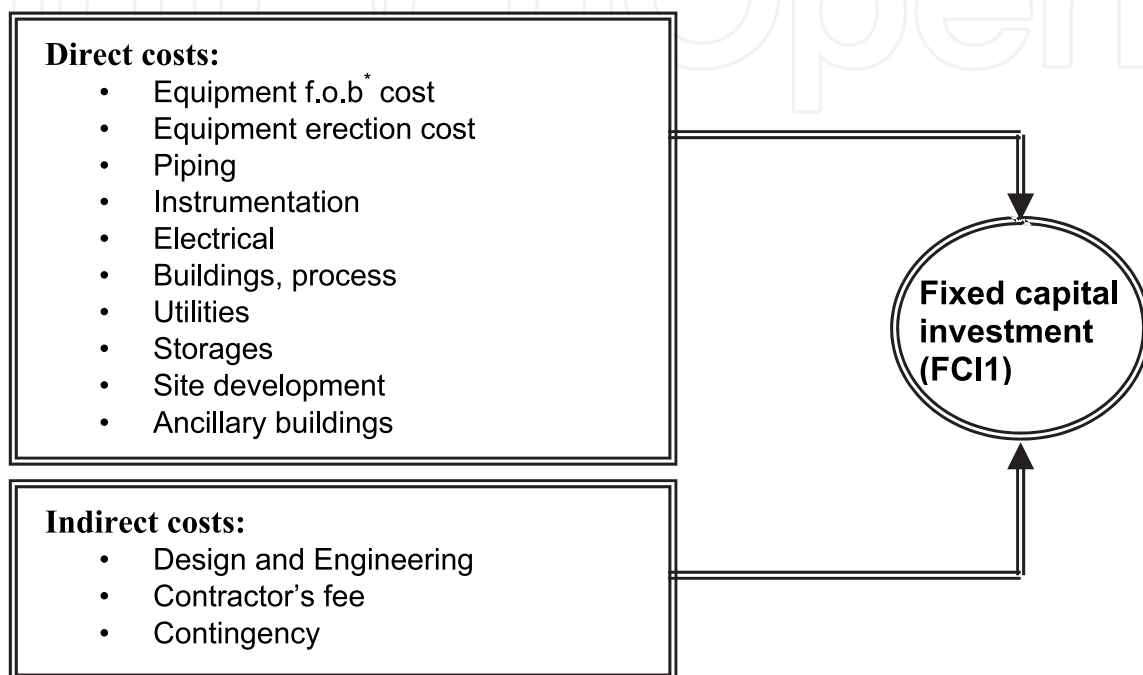 Direct costs:
• Equipment f.o.b* cost
• Equipment erection cost
• Piping
• Instrumentation
• Electrical
• Buildings, process
• Utilities
• Storages
• Site development
• Ancillary buildings
Fixed capital
investment
(FCI1)
Indirect costs:
• Design and Engineering
• Contractor’s fee
• Contingency